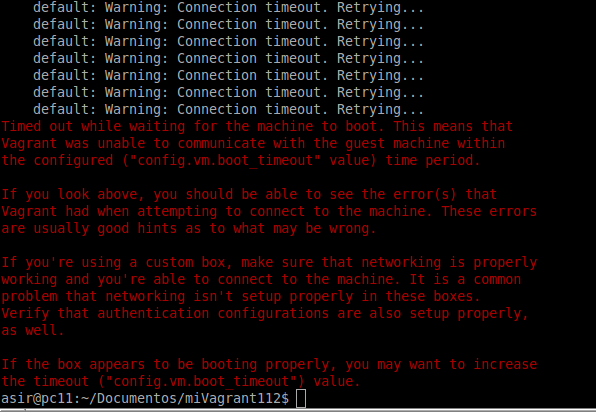 default: Warning: Connection timeout. Retrying...
default: Warning: Connection timeout. Retrying...
default: Warning: Connection timeout. Retrying...
default: Warning: Connection timeout. Retrying...
default: Warning: Connection timeout. Retrying...
default: Warning: Connection timeout. Retrying...
default: Warning: Connection timeout. Retrying...
Timed out while waiting for the machine to boot. This means that
Vagrant was unable to communicate with the guest machine within
the configured ("config.vm.boot_timeout" value) time period.
If you look above, you should be able to see the error(s) that
Vagrant had when attempting to connect to the machine. These errors
are usually good hints as to what may be wrong.
If you're using a custom box, make sure that networking is properly
working and you're able to connect to the machine. It is a common
problem that networking isn't setup properly in these boxes.
Verify that authentication configurations are also setup properly,
as well.
If the box appears to be booting properly, you may want to increase
the timeout ("config.vm.boot_timeout") value.
asir@pc11:~/Documentos/miVagrant112$